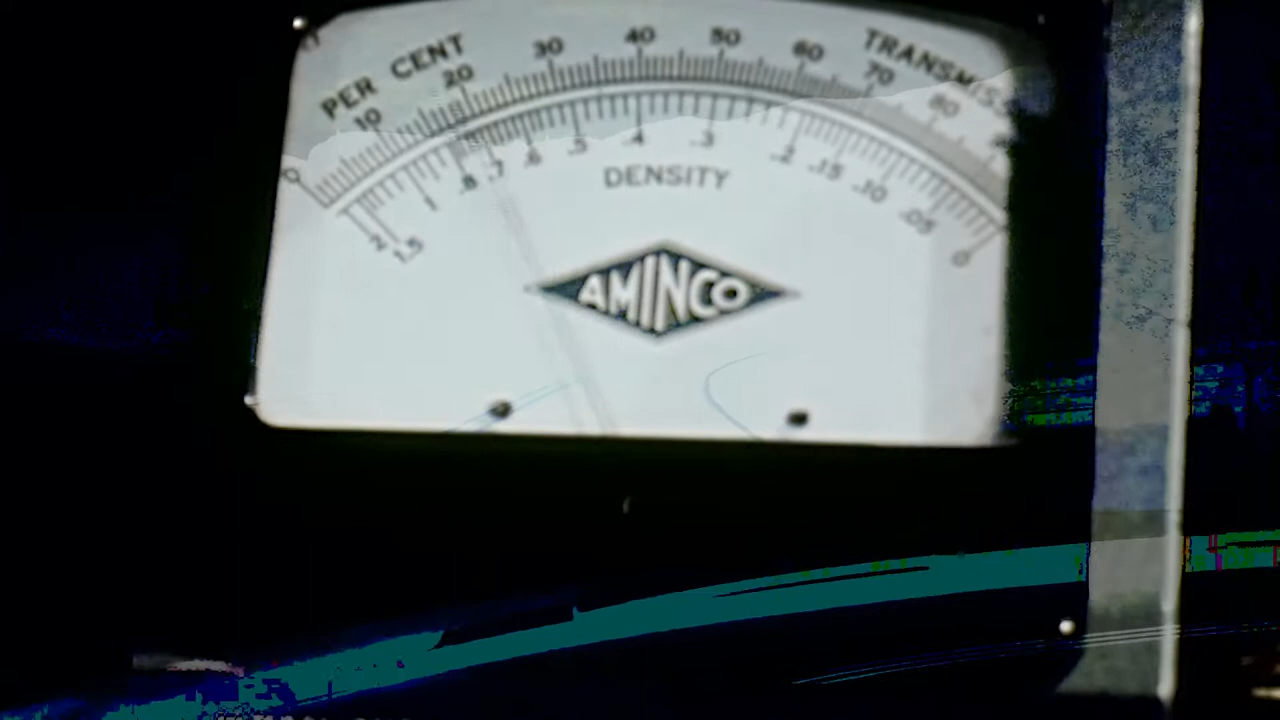 PER CENT TRANSMISS
0 10 20 30 40 50 60 70 80
2 1.5 1 .8 .7 .6 .5 .4 .3 .2 .15 .10 .05 0
DENSITY
AMINCO